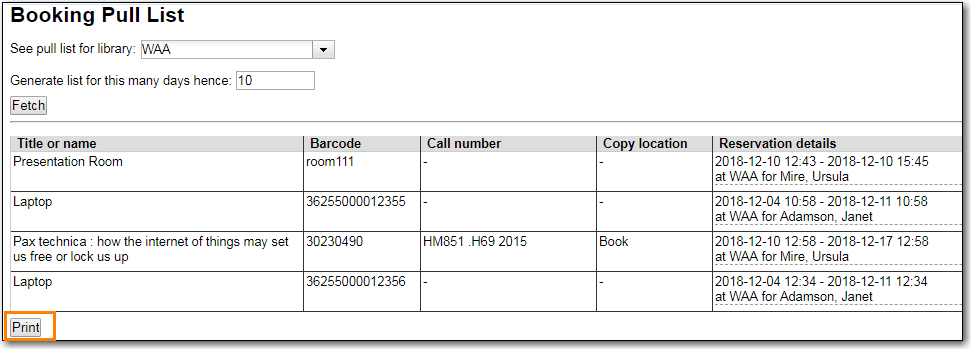 Booking Pull List
See pull list for library: WAA
Generate list for this many days hence: 10
Fetch
Title or name Barcode Call number Copy location Reservation details
Presentation Room room111 - - 2018-12-10 12:43 - 2018-12-10 15:45
at WAA for Mire, Ursula
Laptop 36255000012355 - - 2018-12-04 10:58 - 2018-12-11 10:58
at WAA for Adamson, Janet
Pax technica : how the internet of things may set 30230490 HM851 .H69 2015 Book 2018-12-10 12:58 - 2018-12-17 12:58
us free or lock us up at WAA for Mire, Ursula
Laptop 36255000012356 - - 2018-12-04 12:34 - 2018-12-11 12:34
at WAA for Adamson, Janet
Print